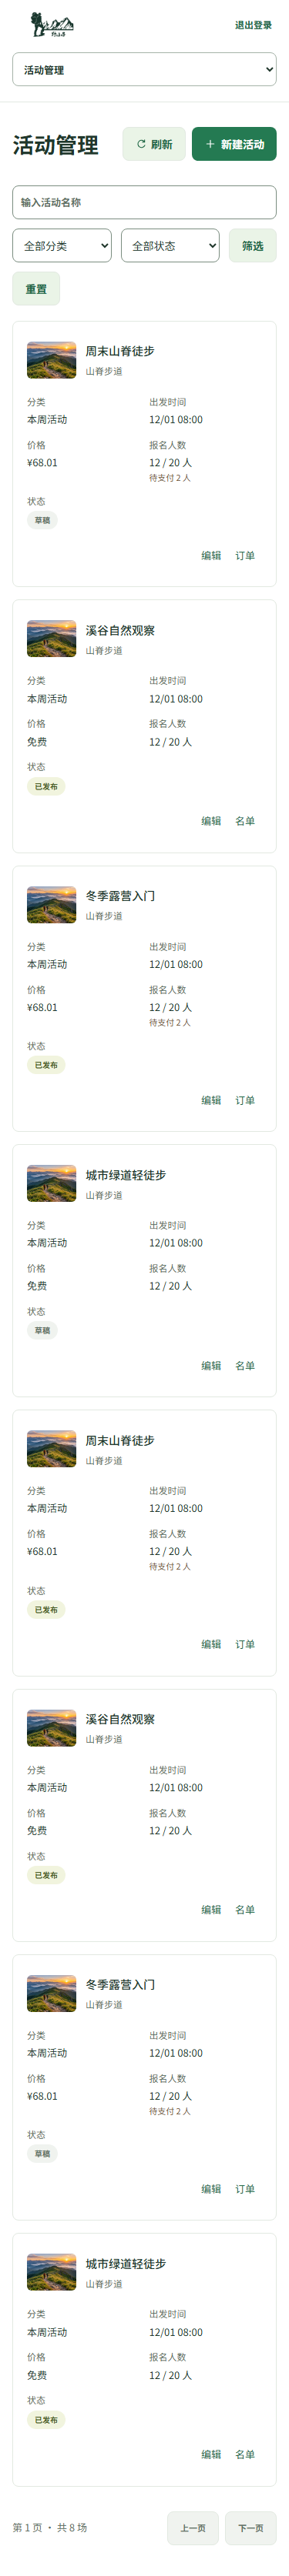 退出登录
活动管理
活动管理
刷新
新建活动
输入活动名称
全部分类
全部状态
筛选
重置
周末山脊徒步
山脊步道
分类 出发时间
本周活动 12/01 08:00
价格 报名人数
¥68.01 12 / 20 人
待支付 2 人
状态
草稿
编辑 订单
溪谷自然观察
山脊步道
分类 出发时间
本周活动 12/01 08:00
价格 报名人数
免费 12 / 20 人
状态
已发布
编辑 名单
冬季露营入门
山脊步道
分类 出发时间
本周活动 12/01 08:00
价格 报名人数
¥68.01 12 / 20 人
待支付 2 人
状态
已发布
编辑 订单
城市绿道轻徒步
山脊步道
分类 出发时间
本周活动 12/01 08:00
价格 报名人数
免费 12 / 20 人
状态
草稿
编辑 名单
周末山脊徒步
山脊步道
分类 出发时间
本周活动 12/01 08:00
价格 报名人数
¥68.01 12 / 20 人
待支付 2 人
状态
已发布
编辑 订单
溪谷自然观察
山脊步道
分类 出发时间
本周活动 12/01 08:00
价格 报名人数
免费 12 / 20 人
状态
已发布
编辑 名单
冬季露营入门
山脊步道
分类 出发时间
本周活动 12/01 08:00
价格 报名人数
¥68.01 12 / 20 人
待支付 2 人
状态
草稿
编辑 订单
城市绿道轻徒步
山脊步道
分类 出发时间
本周活动 12/01 08:00
价格 报名人数
免费 12 / 20 人
状态
已发布
编辑 名单
第 1 页 · 共 8 场
上一页
下一页